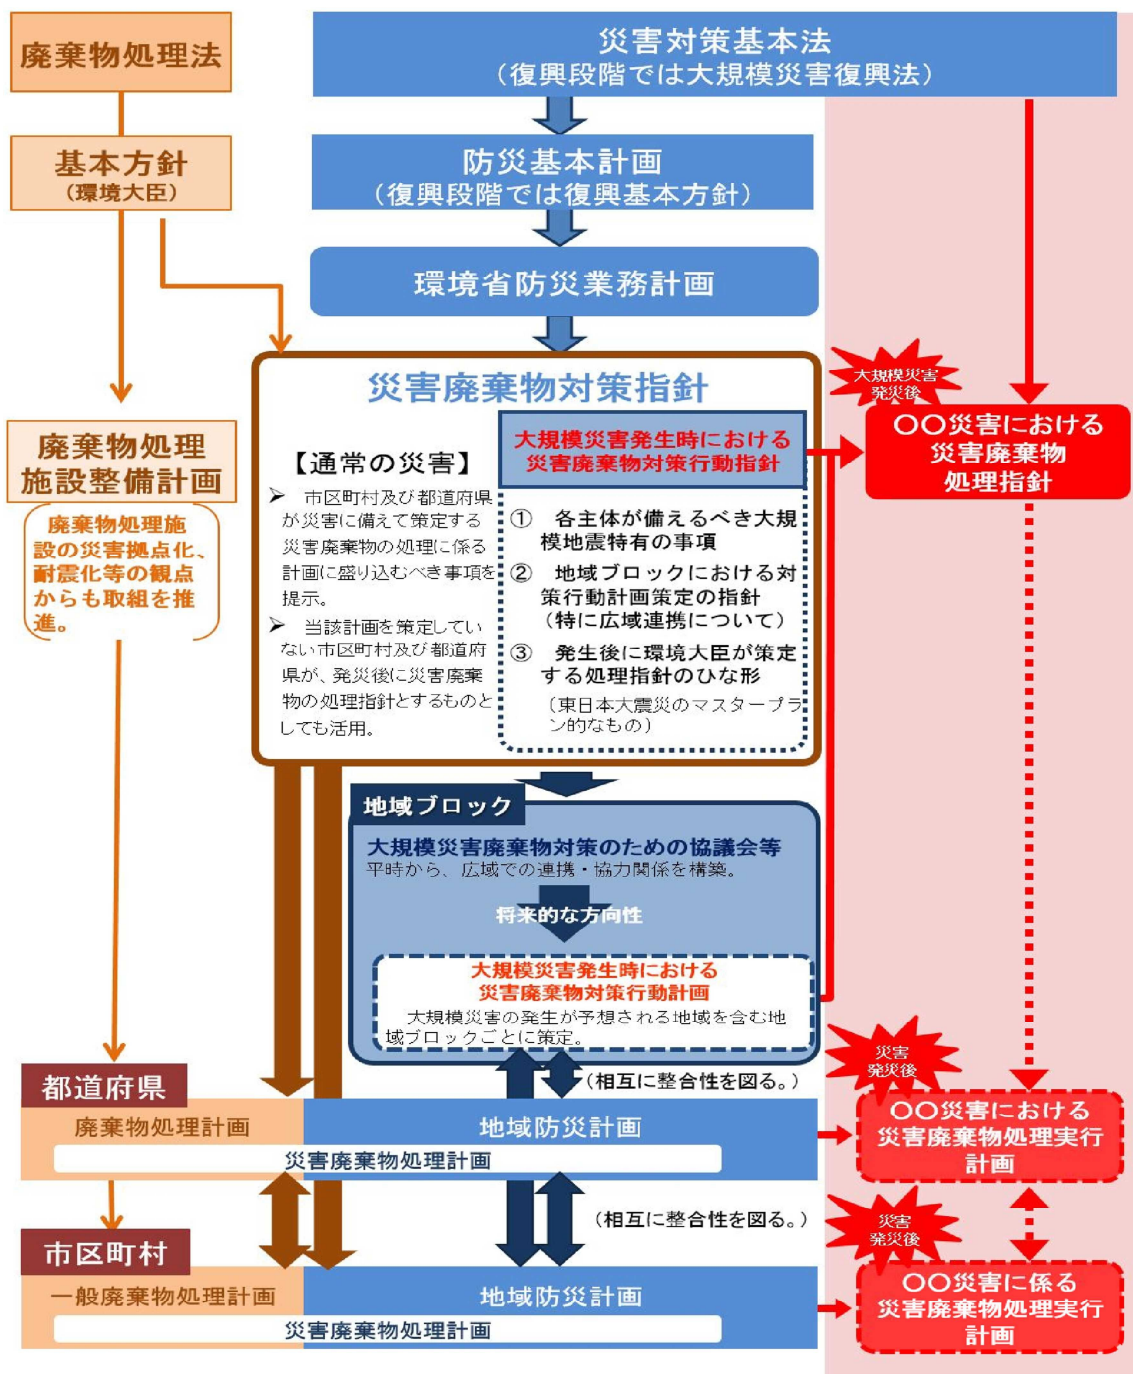 廃棄物処理法
災害対策基本法
（復興段階では大規模災害復興法）
基本方針
（環境大臣）
防災基本計画
（復興段階では復興基本方針）
環境省防災業務計画
災害廃棄物対策指針
【通常の災害】
➢ 市区町村及び都道府県
が災害に備えて策定する
災害廃棄物の処理に係る
計画に盛り込むべき事項を
提示。
➢ 当該計画を策定してい
ない市区町村及び都道府
県が、発災後に災害廃棄
物の処理指針とするものと
しても活用。
大規模災害発生時における
災害廃棄物対策行動指針
① 各主体が備えるべき大規
模地震特有の事項
② 地域ブロックにおける対
策行動計画策定の指針
（特に広域連携について）
③ 発生後に環境大臣が策定
する処理指針のひな形
（東日本大震災のマスタープラ
ン的なもの）
大規模災害
発災後
〇〇災害における
災害廃棄物
処理指針
廃棄物処理
施設整備計画
廃棄物処理施
設の災害拠点化、
耐震化等の観点
からも取組を推
進。
地域ブロック
大規模災害廃棄物対策のための協議会等
平時から、広域での連携・協力関係を構築。
将来的な方向性
大規模災害発生時における
災害廃棄物対策行動計画
大規模災害の発生が予想される地域を含む地
域ブロックごとに策定。
（相互に整合性を図る。）
都道府県
廃棄物処理計画
地域防災計画
災害廃棄物処理計画
災害
発災後
〇〇災害における
災害廃棄物処理実行
計画
（相互に整合性を図る。）
市区町村
一般廃棄物処理計画
地域防災計画
災害廃棄物処理計画
災害
発災後
〇〇災害に係る
災害廃棄物処理実行
計画